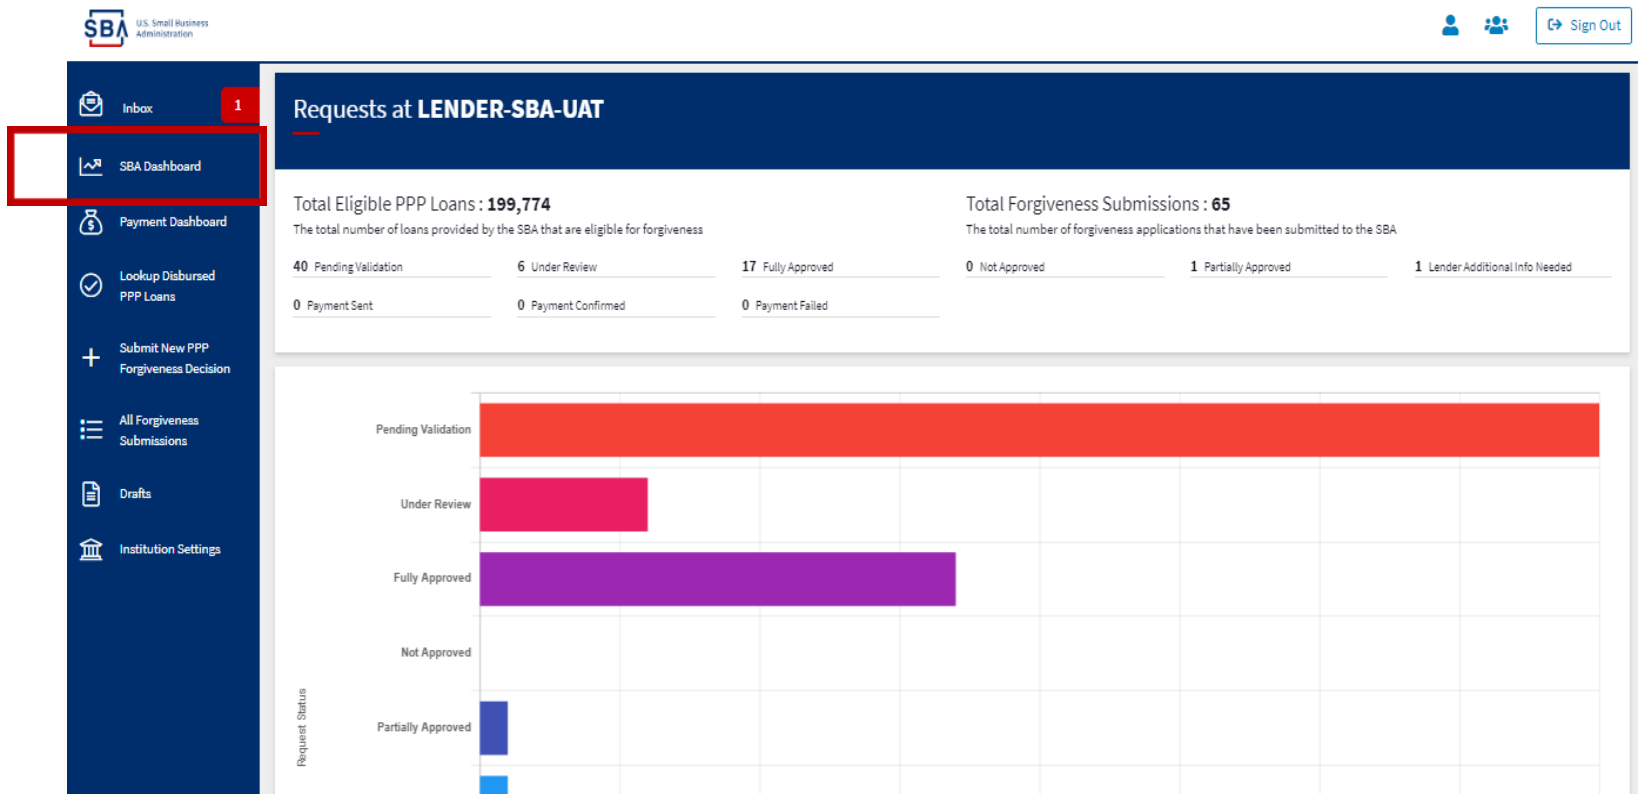 SBA U.S. Small Business
Administration
Sign Out
Inbox 1
SBA Dashboard
Payment Dashboard
Lookup Disbursed
PPP Loans
Submit New PPP
Forgiveness Decision
All Forgiveness
Submissions
Drafts
Institution Settings
Requests at LENDER-SBA-UAT
Total Eligible PPP Loans : 199,774
The total number of loans provided by the SBA that are eligible for forgiveness
Total Forgiveness Submissions : 65
The total number of forgiveness applications that have been submitted to the SBA
40 Pending Validation
6 Under Review
17 Fully Approved
0 Not Approved
1 Partially Approved
1 Lender Additional Info Needed
0 Payment Sent
0 Payment Confirmed
0 Payment Failed
Request Status
Pending Validation
Under Review
Fully Approved
Not Approved
Partially Approved